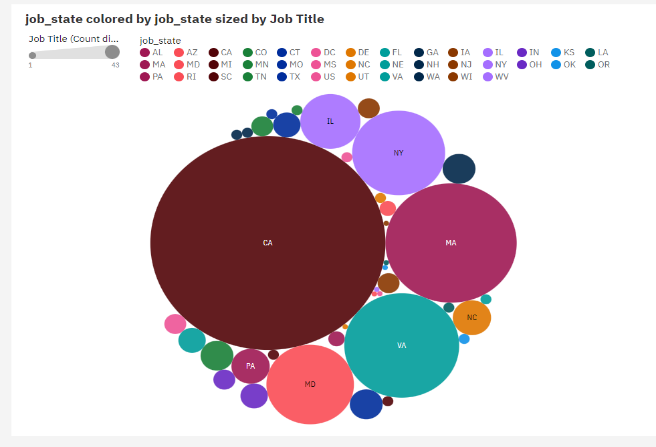 job_state colored by job_state sized by Job Title
Job Title (Count di...
1 43
job_state
AL AZ CA CO CT DC DE FL GA IA IL IN KS LA
MA MD MI MN MO MS NC NE NH NJ NY OH OK OR
PA RI SC TN TX US UT VA WA WI WV
IL
NY
CA
MA
NC
VA
PA
MD